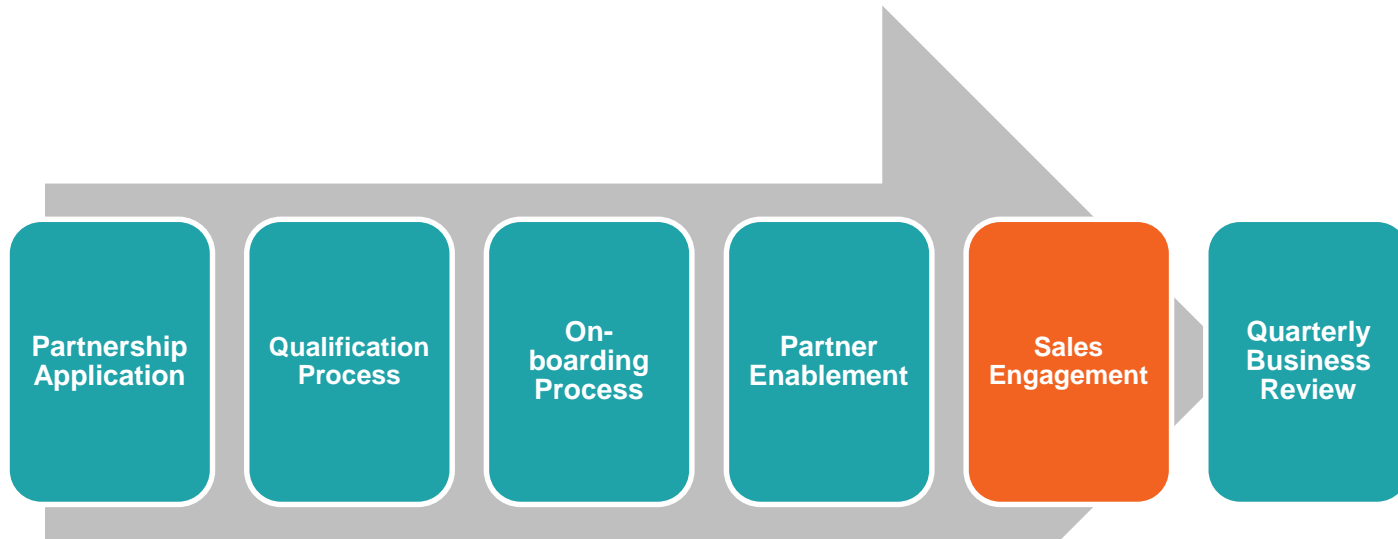 Partnership
Application
Qualification
Process
On-
boarding
Process
Partner
Enablement
Sales
Engagement
Quarterly
Business
Review